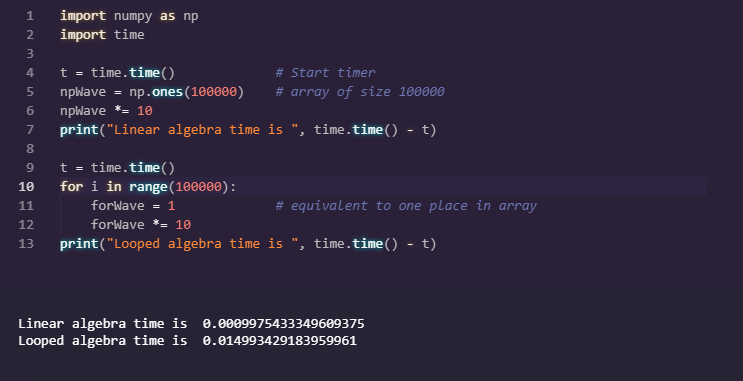 1 import numpy as np
2 import time
3
4 t = time.time() # Start timer
5 npWave = np.ones(100000) # array of size 100000
6 npWave *= 10
7 print("Linear algebra time is ", time.time() - t)
8
9 t = time.time()
10 for i in range(100000):
11     forWave = 1 # equivalent to one place in array
12     forWave *= 10
13 print("Looped algebra time is ", time.time() - t)
Linear algebra time is  0.0009975433349609375
Looped algebra time is  0.014993429183959961